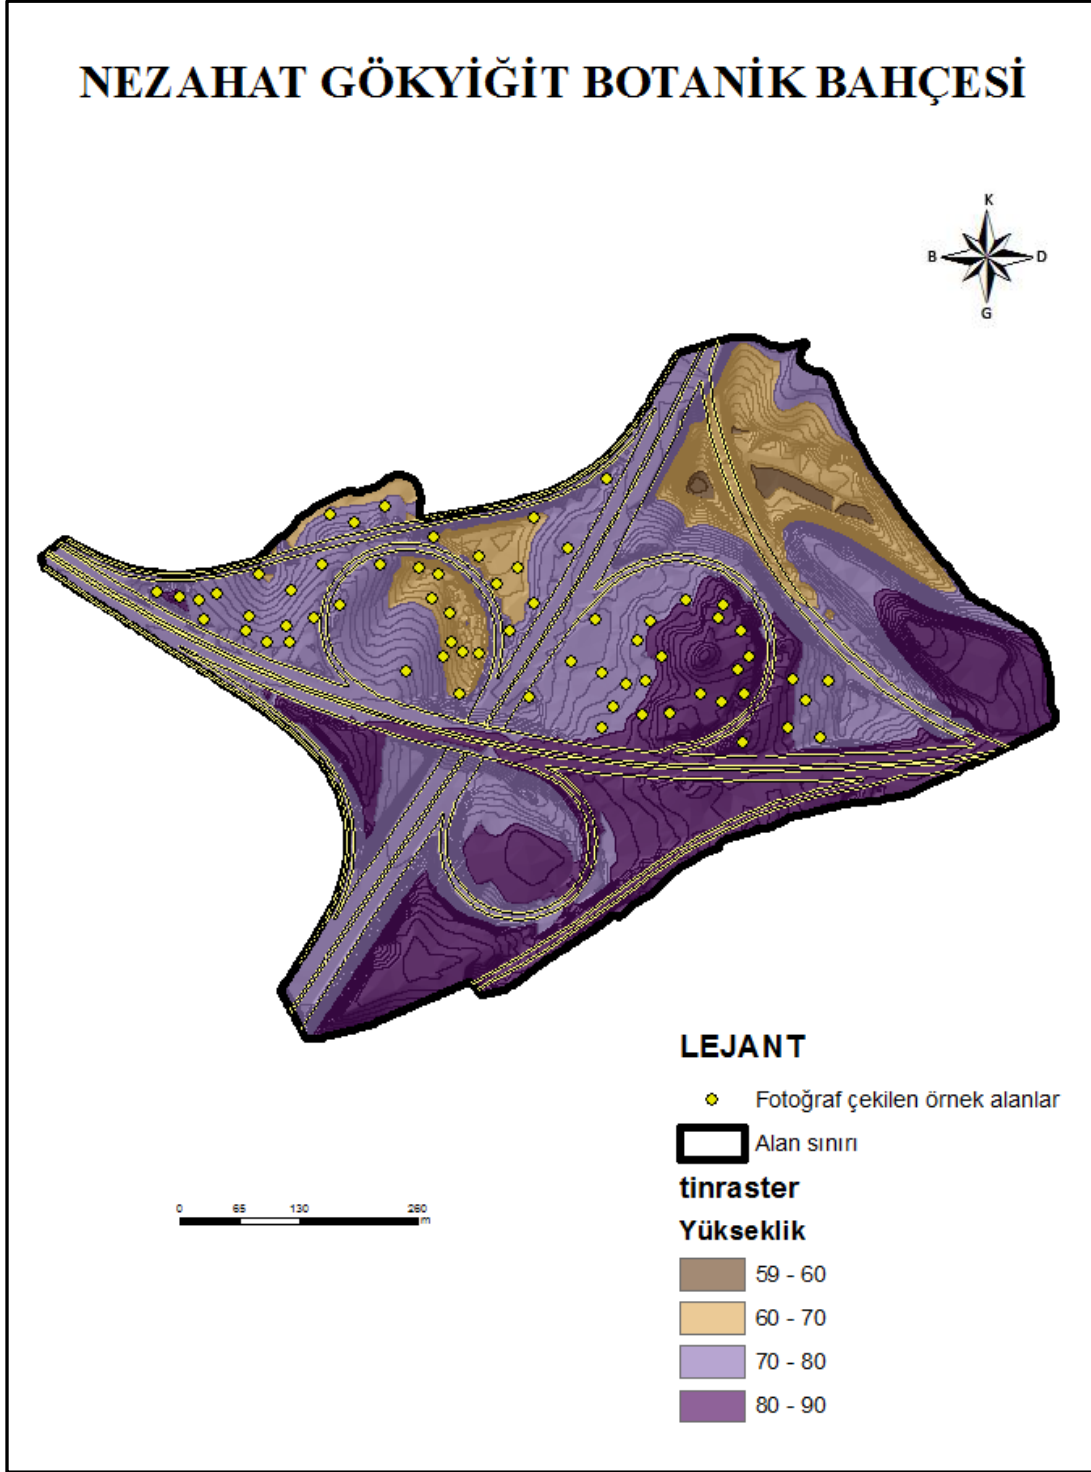 NEZAHAT GÖKYİĞİT BOTANİK BAHÇESİ
K
B D
G
LEJANT
Fotoğraf çekilen örnek alanlar
Alan sınırı
tinraster
Yükseklik
59 - 60
60 - 70
70 - 80
80 - 90
0 65 130 260
m